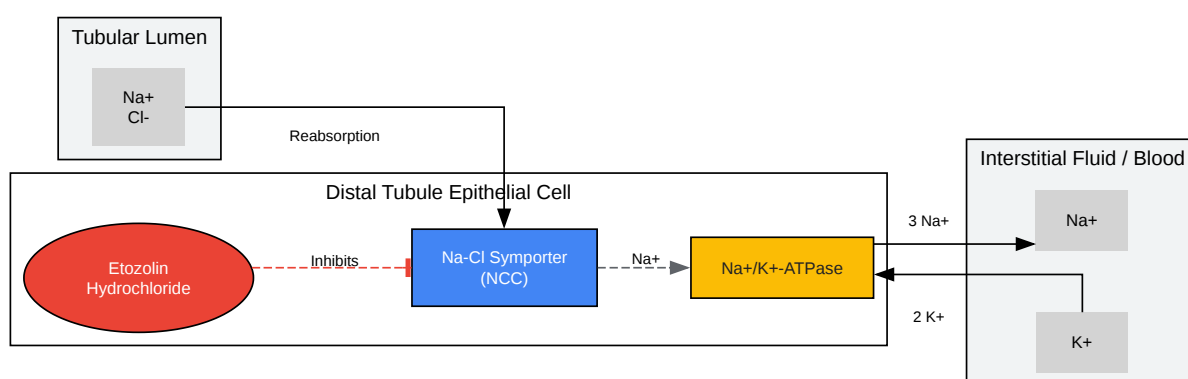 Tubular Lumen
Na+
Cl-
Reabsorption
Interstitial Fluid / Blood
Distal Tubule Epithelial Cell
3 Na+
Na+
Etozolin
Hydrochloride
Inhibits
Na-Cl Symporter
(NCC)
Na+
Na+/K+-ATPase
2 K+
K+